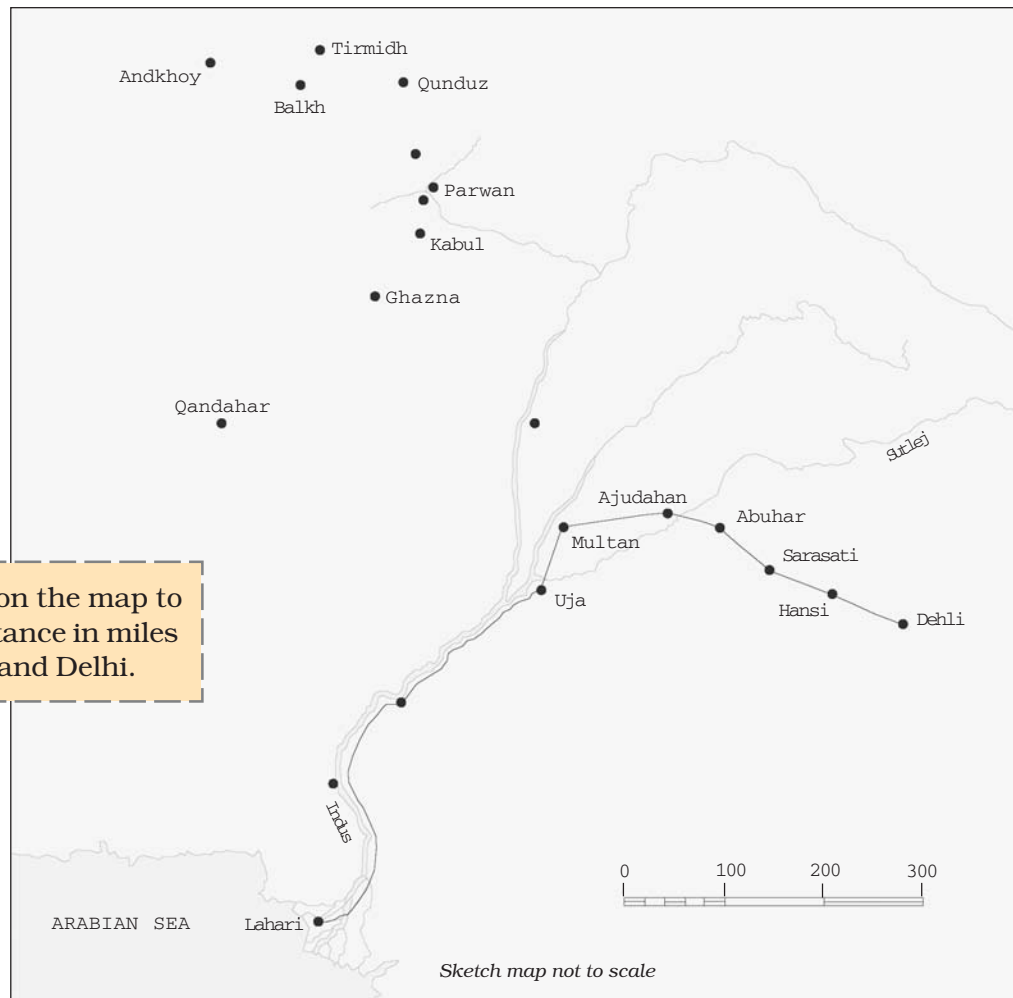 Tirmidh
Andkhoy
Balkh
Qunduz
Parwan
Kabul
Ghazna
Qandahar
Sutlej
Ajudahan
Abuhar
Multan
Sarasati
Uja
Hansi
Dehli
on the map to
tance in miles
and Delhi.
Indus
0 100 200 300
ARABIAN SEA
Lahari
Sketch map not to scale